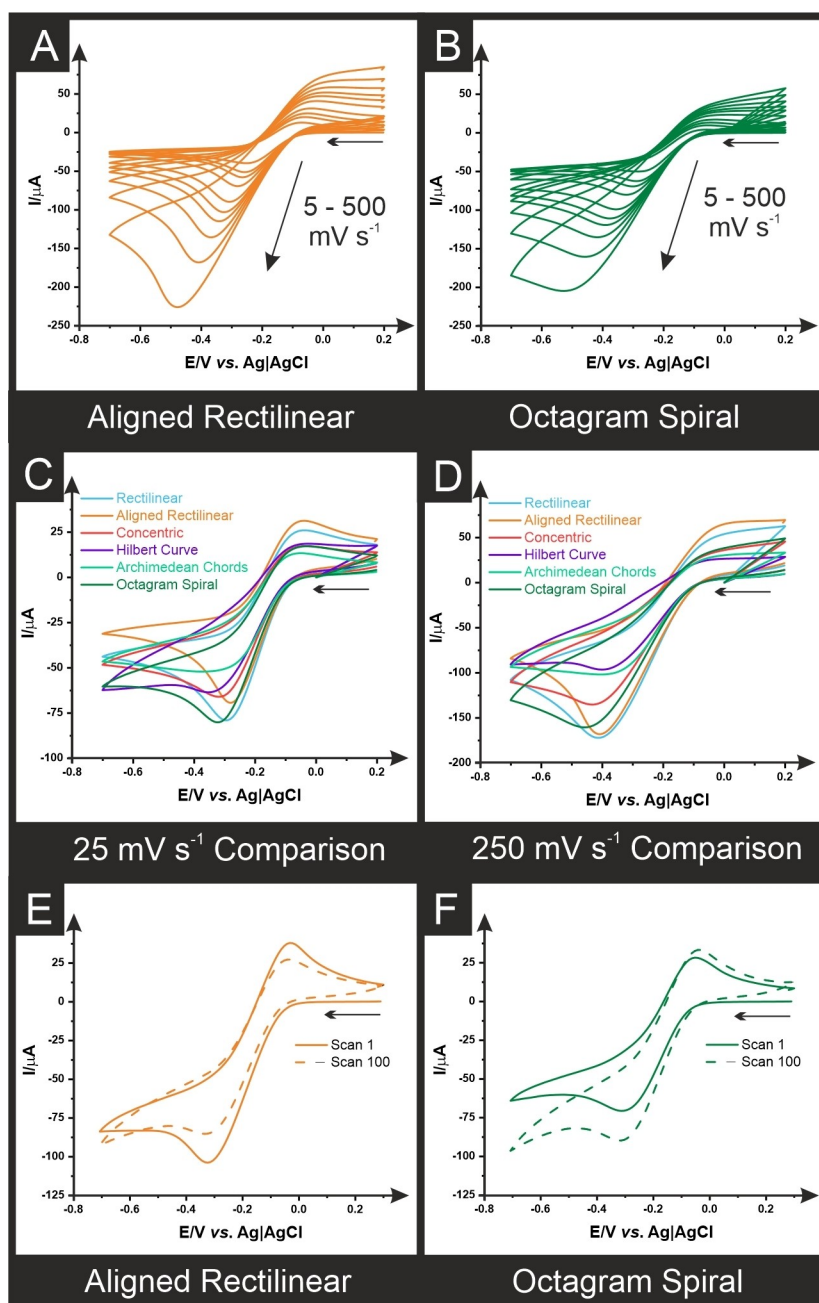 A
50
0
-50
-100
-150
-200
-250
I/µA
5 - 500
mV s⁻¹
-0.8
-0.6
-0.4
-0.2
0.0
0.2
E/V vs. Ag|AgCl
Aligned Rectilinear
B
50
0
-50
-100
-150
-200
-250
I/µA
5 - 500
mV s⁻¹
-0.8
-0.6
-0.4
-0.2
0.0
0.2
E/V vs. Ag|AgCl
Octagram Spiral
C
25
0
-25
-50
-75
-100
I/µA
Rectilinear
Aligned Rectilinear
Concentric
Hilbert Curve
Archimedean Chords
Octagram Spiral
-0.8
-0.6
-0.4
-0.2
0.0
0.2
E/V vs. Ag|AgCl
25 mV s⁻¹ Comparison
D
100
50
0
-50
-100
-150
-200
I/µA
Rectilinear
Aligned Rectilinear
Concentric
Hilbert Curve
Archimedean Chords
Octagram Spiral
-0.8
-0.6
-0.4
-0.2
0.0
0.2
E/V vs. Ag|AgCl
250 mV s⁻¹ Comparison
E
25
0
-25
-50
-75
-100
-125
I/µA
Scan 1
Scan 100
-0.8
-0.6
-0.4
-0.2
0.0
0.2
E/V vs. Ag|AgCl
Aligned Rectilinear
F
25
0
-25
-50
-75
-100
-125
I/µA
Scan 1
Scan 100
-0.8
-0.6
-0.4
-0.2
0.0
0.2
E/V vs. Ag|AgCl
Octagram Spiral